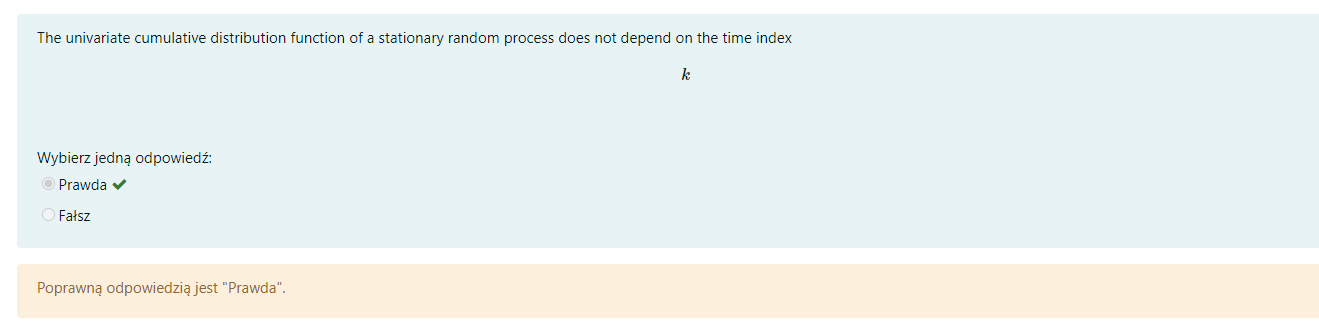 The univariate cumulative distribution function of a stationary random process does not depend on the time index
k
Wybierz jedną odpowiedź:
Prawda
Fałsz
Poprawną odpowiedzią jest "Prawda".